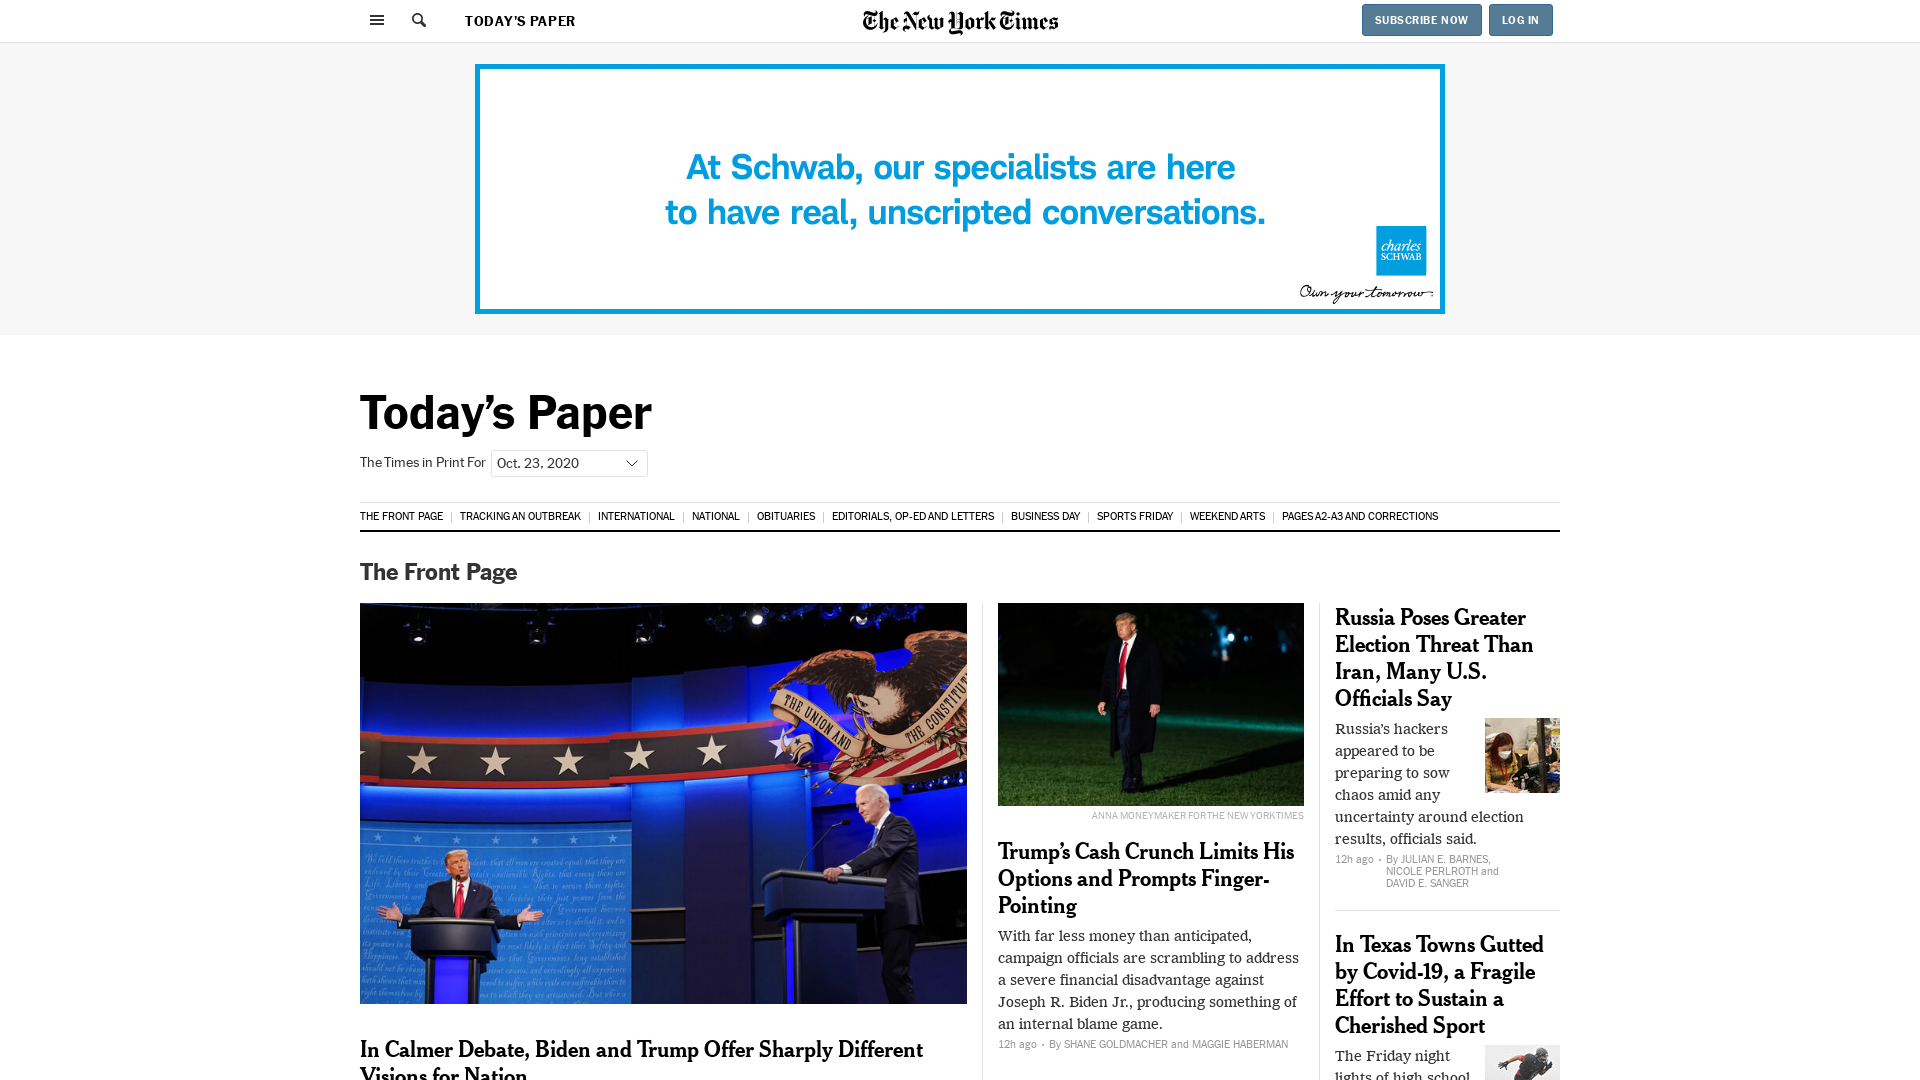 TODAY'S PAPER
The New York Times
SUBSCRIBE NOW
LOG IN
At Schwab, our specialists are here
to have real, unscripted conversations.
charles
SCHWAB
Own your tomorrow.
Today's Paper
The Times in Print For
Oct. 23, 2020
THE FRONT PAGE
TRACKING AN OUTBREAK
INTERNATIONAL
NATIONAL
OBITUARIES
EDITORIALS, OP-ED AND LETTERS
BUSINESS DAY
SPORTS FRIDAY
WEEKEND ARTS
PAGES A2-A3 AND CORRECTIONS
The Front Page
THE UNION AND
THE CONSTITUT
In Calmer Debate, Biden and Trump Offer Sharply Different
Visions for Nation
ANNA MONEYMAKER FOR THE NEW YORK TIMES
Trump's Cash Crunch Limits His
Options and Prompts Finger-
Pointing
With far less money than anticipated,
campaign officials are scrambling to address
a severe financial disadvantage against
Joseph R. Biden Jr., producing something of
an internal blame game.
12h ago • By SHANE GOLDMACHER and MAGGIE HABERMAN
Russia Poses Greater
Election Threat Than
Iran, Many U.S.
Officials Say
Russia's hackers
appeared to be
preparing to sow
chaos amid any
uncertainty around election
results, officials said.
12h ago • By JULIAN E. BARNES,
NICOLE PERLROTH and
DAVID E. SANGER
In Texas Towns Gutted
by Covid-19, a Fragile
Effort to Sustain a
Cherished Sport
The Friday night
lights of high school